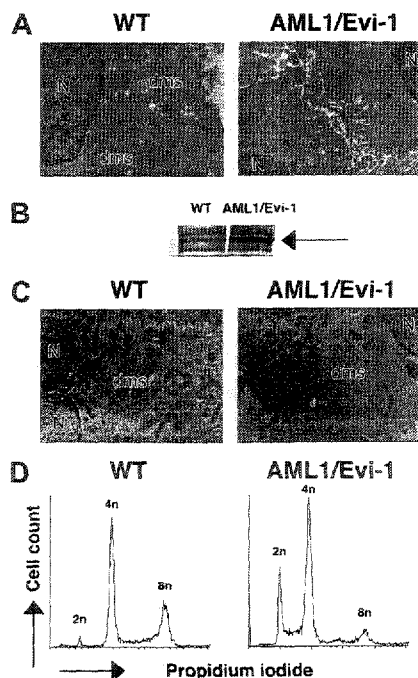 A
WT
AML1/Evi-1
N
dms
dms
N
N
B
WT AML1/Evi-1
C
WT
AML1/Evi-1
N
dms
N
dms
D
WT
AML1/Evi-1
4n
2n
8n
4n
2n
8n
Cell count
Propidium iodide